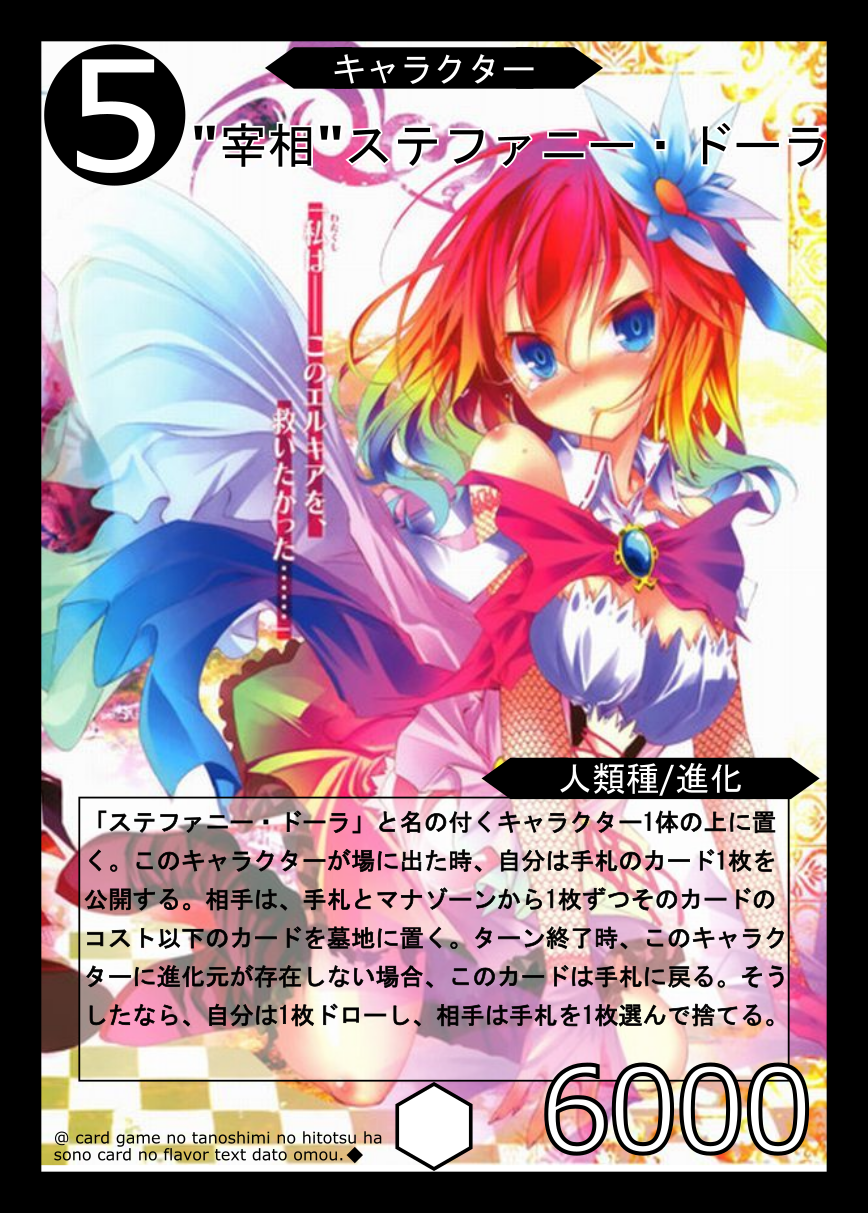 5
キャラクター
"宰相"ステファニー・ドーラ
「私は――このエルキアを、
わたくし
救いたかった……」
人類種/進化
「ステファニー・ドーラ」と名の付くキャラクター1体の上に置
く。このキャラクターが場に出た時、自分は手札のカード1枚を
公開する。相手は、手札とマナゾーンから1枚ずつそのカードの
コスト以下のカードを墓地に置く。ターン終了時、このキャラク
ターに進化元が存在しない場合、このカードは手札に戻る。そう
したなら、自分は1枚ドローし、相手は手札を1枚選んで捨てる。
6000
@ card game no tanoshimi no hitotsu ha
sono card no flavor text dato omou.◆